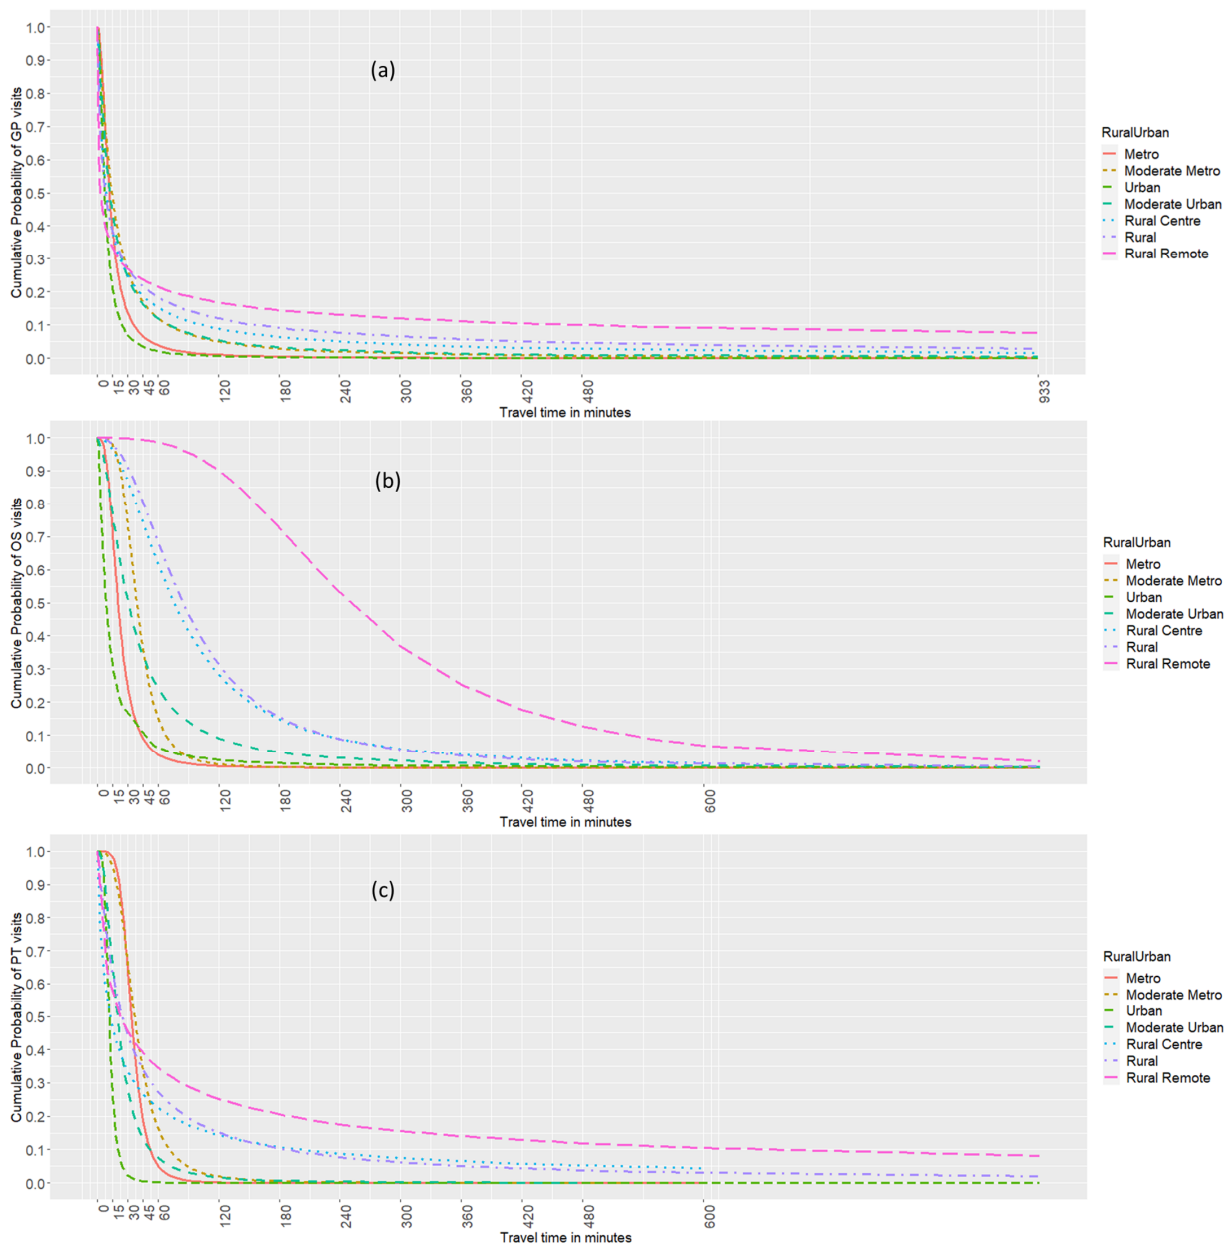 (a)
Cumulative Probability of GP visits
1.0
0.9
0.8
0.7
0.6
0.5
0.4
0.3
0.2
0.1
0.0
0 15 30 45 60 120 180 240 300 360 420 480 933
Travel time in minutes
RuralUrban
Metro
Moderate Metro
Urban
Moderate Urban
Rural Centre
Rural
Rural Remote
(b)
Cumulative Probability of OS visits
1.0
0.9
0.8
0.7
0.6
0.5
0.4
0.3
0.2
0.1
0.0
0 15 30 45 60 120 180 240 300 360 420 480 600
Travel time in minutes
RuralUrban
Metro
Moderate Metro
Urban
Moderate Urban
Rural Centre
Rural
Rural Remote
(c)
Cumulative Probability of PT visits
1.0
0.9
0.8
0.7
0.6
0.5
0.4
0.3
0.2
0.1
0.0
0 15 30 45 60 120 180 240 300 360 420 480 600
Travel time in minutes
RuralUrban
Metro
Moderate Metro
Urban
Moderate Urban
Rural Centre
Rural
Rural Remote